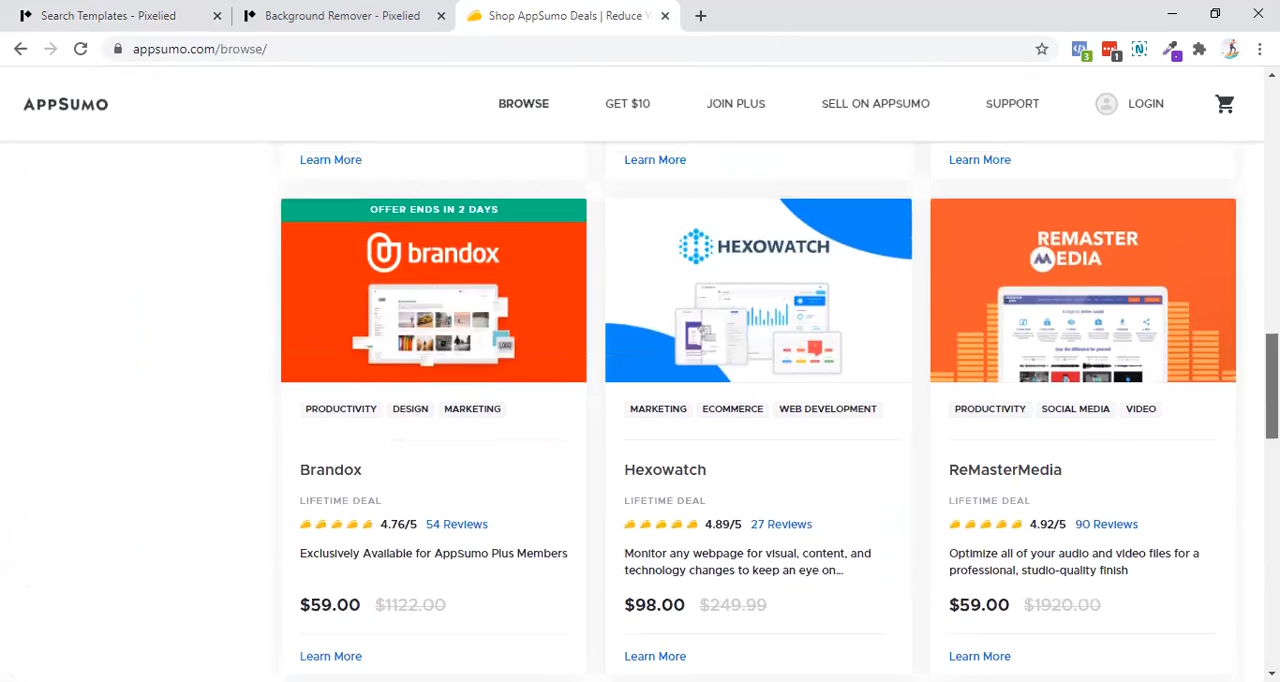 Search Templates - Pixelied
Background Remover - Pixelied
Shop AppSumo Deals | Reduce Y
appsumo.com/browse/
3
1
APPSUMO
BROWSE
GET $10
JOIN PLUS
SELL ON APPSUMO
SUPPORT
LOGIN
Learn More
Learn More
Learn More
OFFER ENDS IN 2 DAYS
brandox
LOGO
HEXOWATCH
REMASTER
MEDIA
PRODUCTIVITY DESIGN MARKETING
MARKETING ECOMMERCE WEB DEVELOPMENT
PRODUCTIVITY SOCIAL MEDIA VIDEO
Brandox
LIFETIME DEAL
4.76/5 54 Reviews
Exclusively Available for AppSumo Plus Members
$59.00 $1122.00
Learn More
Hexowatch
LIFETIME DEAL
4.89/5 27 Reviews
Monitor any webpage for visual, content, and
technology changes to keep an eye on...
$98.00 $249.99
Learn More
ReMasterMedia
LIFETIME DEAL
4.92/5 90 Reviews
Optimize all of your audio and video files for a
professional, studio-quality finish
$59.00 $1920.00
Learn More